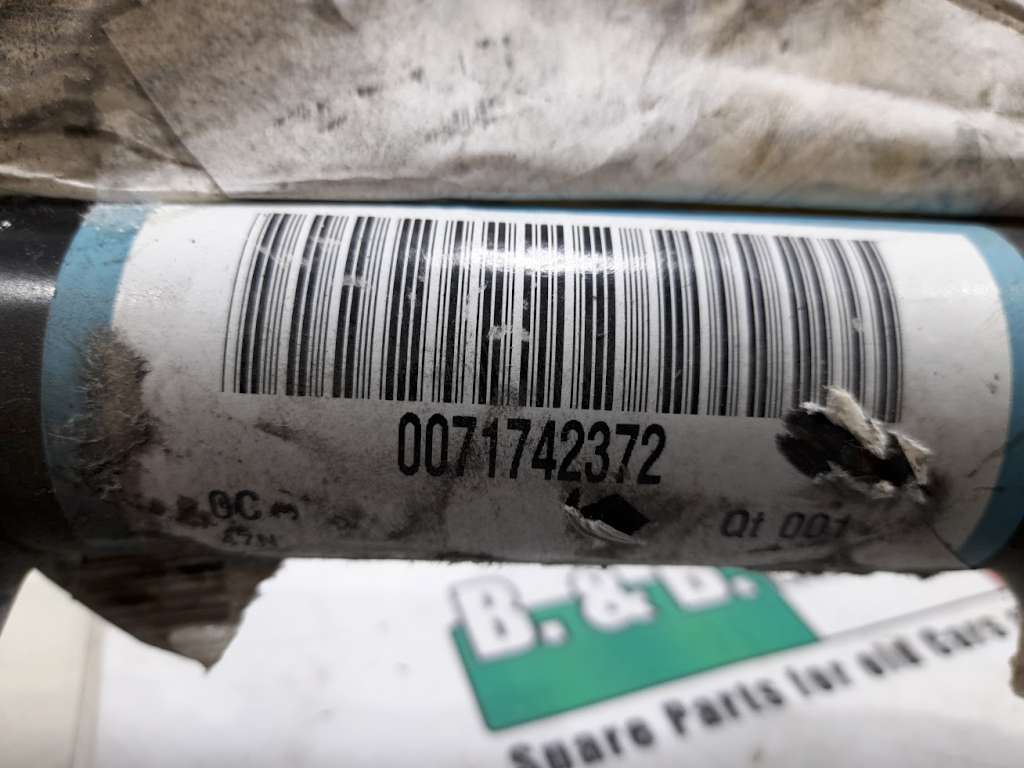 0071742372
Qt 001
B. & B.
Spare Parts for old Cars